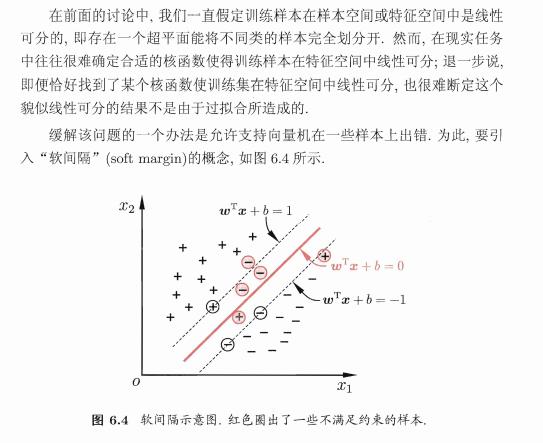 在前面的讨论中, 我们一直假定训练样本在样本空间或特征空间中是线性
可分的, 即存在一个超平面能将不同类的样本完全划分开. 然而, 在现实任务
中往往很难确定合适的核函数使得训练样本在特征空间中线性可分; 退一步说,
即便恰好找到了某个核函数使训练集在特征空间中线性可分, 也很难断定这个
貌似线性可分的结果不是由于过拟合所造成的.
缓解该问题的一个办法是允许支持向量机在一些样本上出错. 为此, 要引
入“软间隔”(soft margin)的概念, 如图 6.4 所示.
x₂
wᵀx + b = 1
wᵀx + b = 0
wᵀx + b = −1
O
x₁
图 6.4 软间隔示意图. 红色圈出了一些不满足约束的样本.